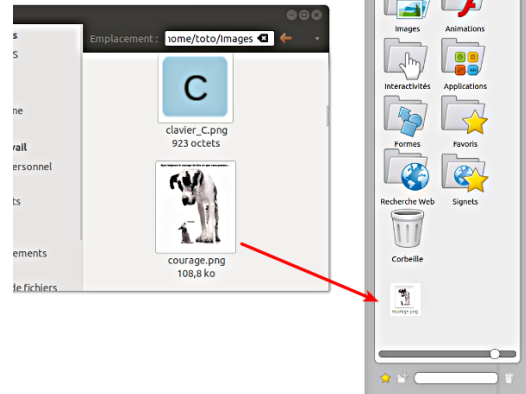 Emplacement : home/toto/Images
s
S
C
clavier_C.png
923 octets
ne
vail
ersonnel
ts
ements
de fichiers
courage.png
108,8 ko
Images
Animations
Interactivités
Applications
Formes
Favoris
Recherche Web
Signets
Corbeille